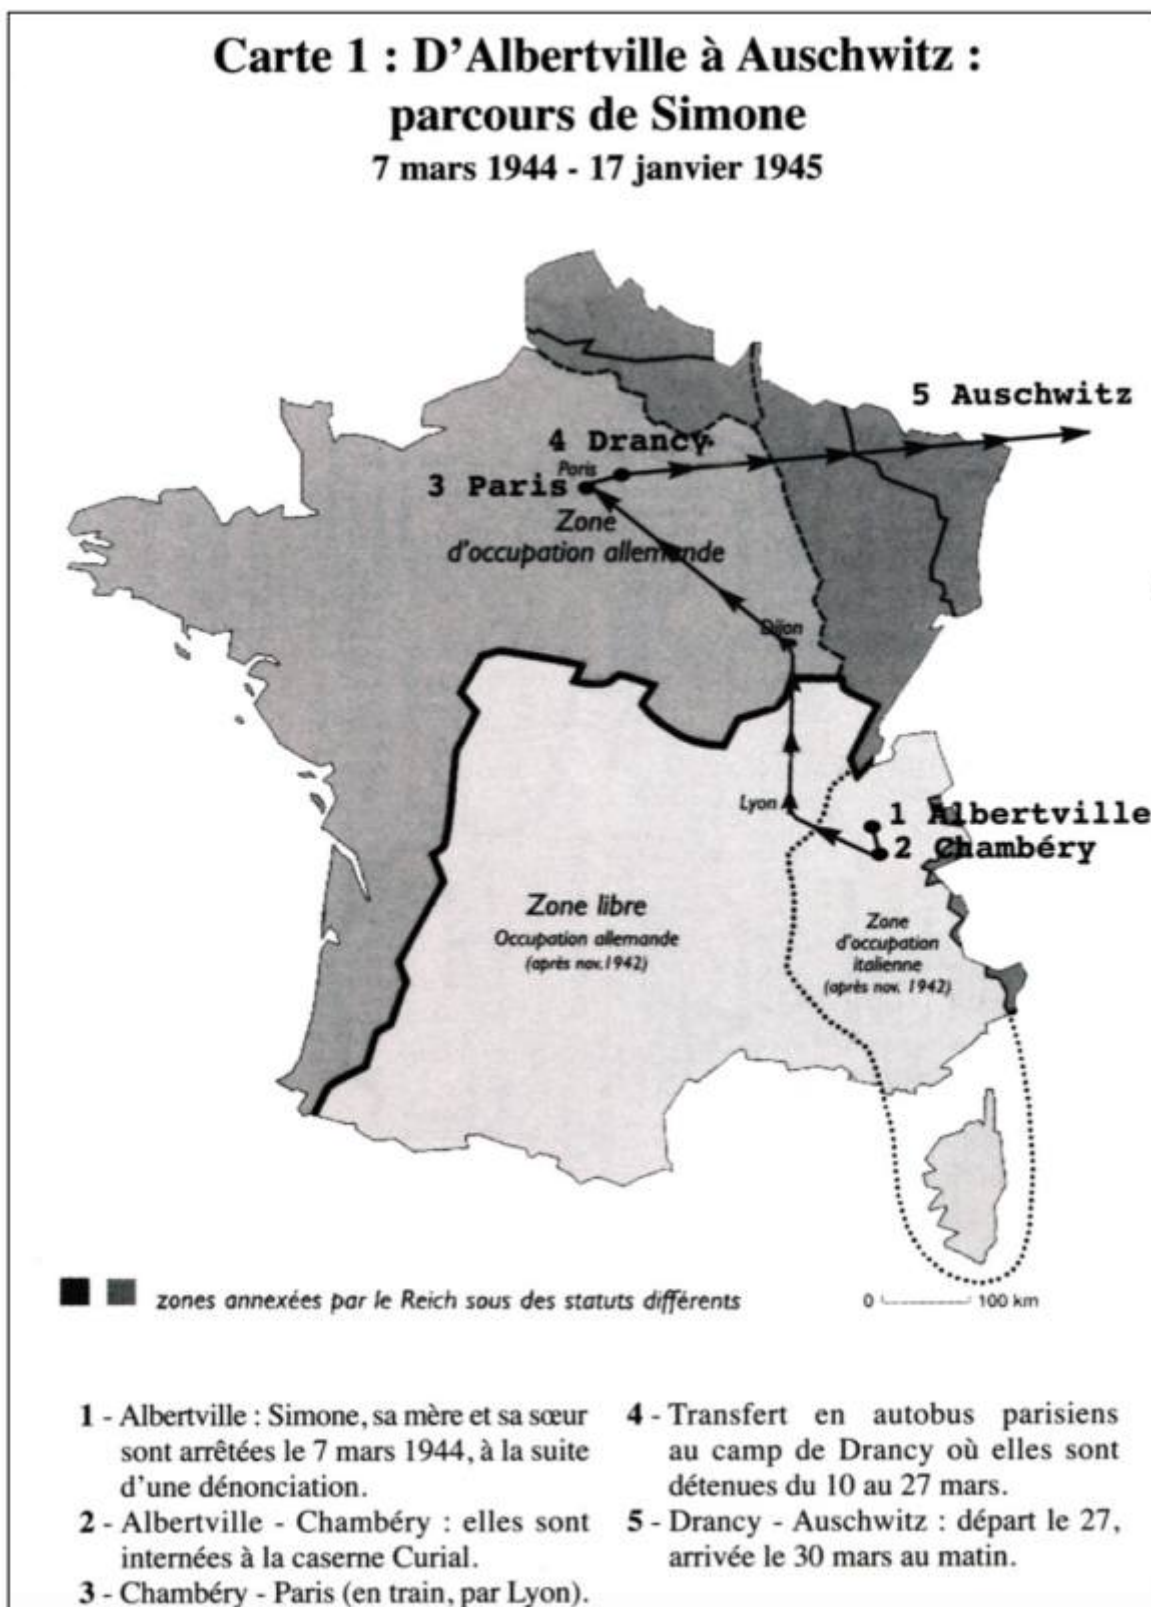 Carte 1 : D'Albertville à Auschwitz :
parcours de Simone
7 mars 1944 - 17 janvier 1945
5 Auschwitz
4 Drancy
Paris
3 Paris
Zone
d'occupation allemande
Dijon
Lyon
1 Albertville
2 Chambéry
Zone libre
Occupation allemande
(après nov.1942)
Zone
d'occupation
italienne
(après nov. 1942)
zones annexées par le Reich sous des statuts différents
0 100 km
1 - Albertville : Simone, sa mère et sa sœur
sont arrêtées le 7 mars 1944, à la suite
d'une dénonciation.
2 - Albertville - Chambéry : elles sont
internées à la caserne Curial.
3 - Chambéry - Paris (en train, par Lyon).
4 - Transfert en autobus parisiens
au camp de Drancy où elles sont
détenues du 10 au 27 mars.
5 - Drancy - Auschwitz : départ le 27,
arrivée le 30 mars au matin.